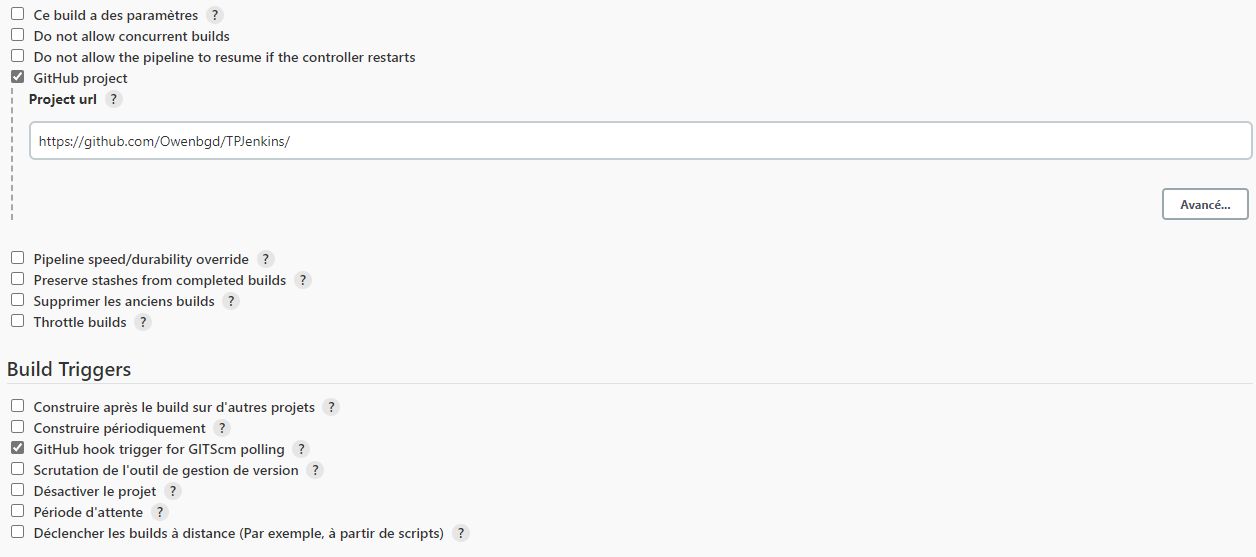 Ce build a des paramètres ?
Do not allow concurrent builds
Do not allow the pipeline to resume if the controller restarts
GitHub project
Project url ?
https://github.com/Owenbgd/TPJenkins/
Avancé...
Pipeline speed/durability override ?
Preserve stashes from completed builds ?
Supprimer les anciens builds ?
Throttle builds ?
Build Triggers
Construire après le build sur d'autres projets ?
Construire périodiquement ?
GitHub hook trigger for GITScm polling ?
Scrutation de l'outil de gestion de version ?
Désactiver le projet ?
Période d'attente ?
Déclencher les builds à distance (Par exemple, à partir de scripts) ?